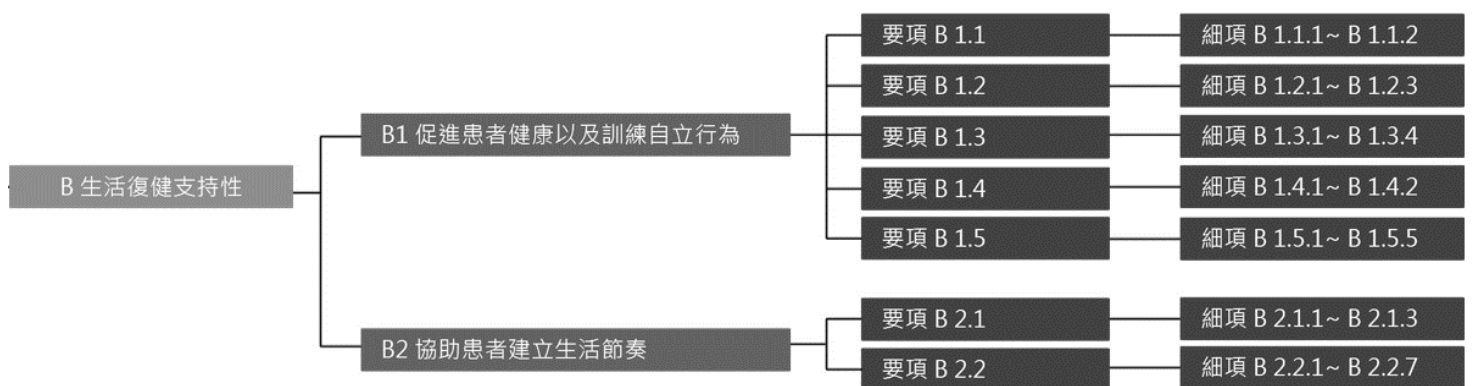 B 生活復健支持性
B1 促進患者健康以及訓練自立行為
要項 B 1.1
細項 B 1.1.1~ B 1.1.2
要項 B 1.2
細項 B 1.2.1~ B 1.2.3
要項 B 1.3
細項 B 1.3.1~ B 1.3.4
要項 B 1.4
細項 B 1.4.1~ B 1.4.2
要項 B 1.5
細項 B 1.5.1~ B 1.5.5
B2 協助患者建立生活節奏
要項 B 2.1
細項 B 2.1.1~ B 2.1.3
要項 B 2.2
細項 B 2.2.1~ B 2.2.7